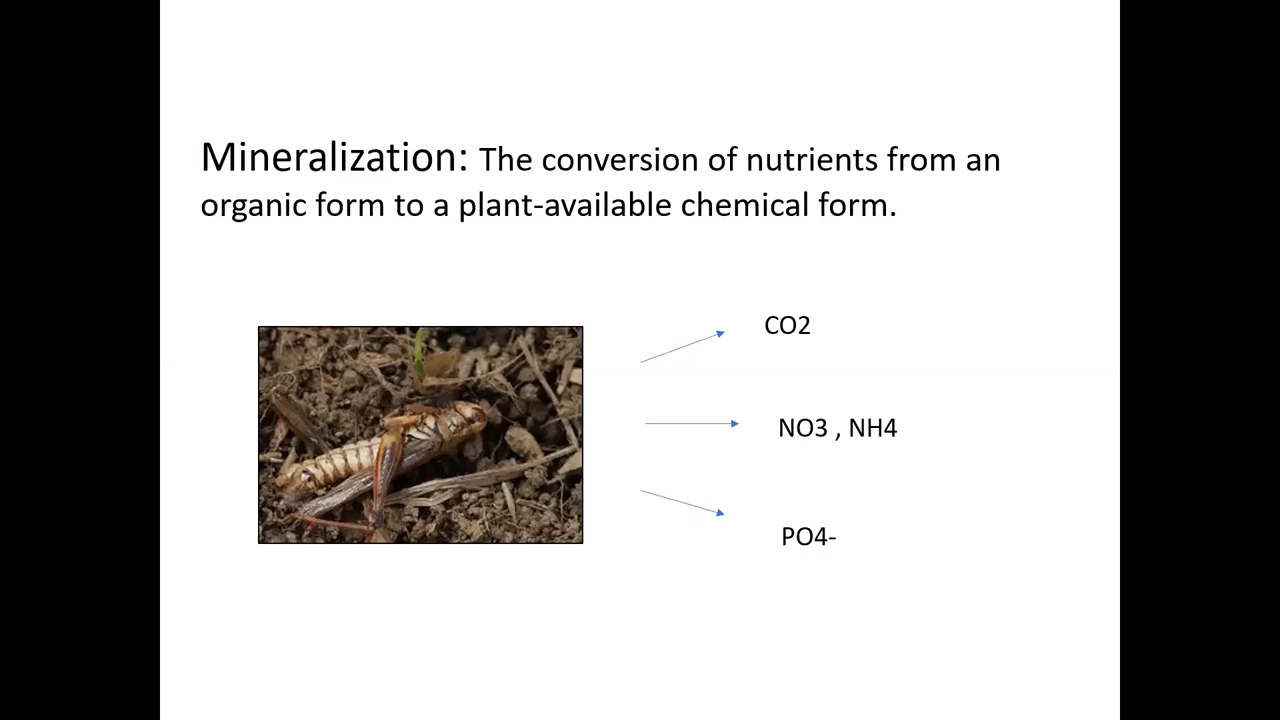 Mineralization: The conversion of nutrients from an
organic form to a plant-available chemical form.
CO2
NO3 , NH4
PO4-